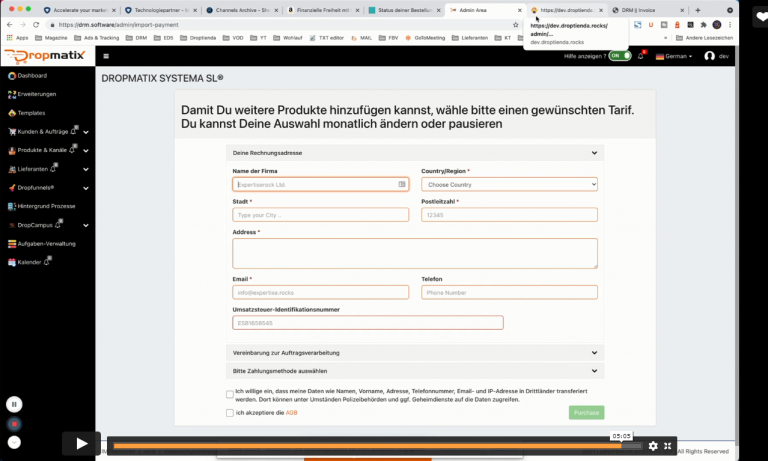 Accelerate your market
Technologiepartner – I
Channels Archive - Sh
Finanzielle Freiheit mit
Status deiner Bestellun
Admin Area
https://dev.droptienda
DRM || Invoice
https://drm.software/admin/import-payment
https://dev.droptienda.rocks/
admin/...
dev.droptienda.rocks
Apps
Magazine
Ads & Tracking
DRM
EDS
Droptienda
VOD
YT
Wohlauf
TXT editor
MAIL
FBV
GoToMeeting
Lieferanten
KT
»
Andere Lesezeichen
Dropmatix
Hilfe anzeigen ?
ON
German
dev
Dashboard
Erweiterungen
Templates
Kunden & Aufträge
Produkte & Kanäle
Lieferanten
Dropfunnels®
Hintergrund Prozesse
DropCampus
Aufgaben-Verwaltung
Kalender
DROPMATIX SYSTEMA SL®
Damit Du weitere Produkte hinzufügen kannst, wähle bitte einen gewünschten Tarif.
Du kannst Deine Auswahl monatlich ändern oder pausieren
Deine Rechnungsadresse
Name der Firma
Country/Region *
Expertiserock Ltd
Choose Country
Stadt *
Postleitzahl *
Type your City...
12345
Address *
Email *
Telefon
info@expertise.rocks
Phone Number
Umsatzsteuer-Identifikationsnummer
ESB1658545
Vereinbarung zur Auftragsverarbeitung
Bitte Zahlungsmethode auswählen
Ich willige ein, dass meine Daten wie Namen, Vorname, Adresse, Telefonnummer, Email- und IP-Adresse in Drittländer transferiert
werden. Dort können unter Umständen Polizeibehörden und ggf. Geheimdienste auf die Daten zugreifen.
ich akzeptiere die AGB
Purchase
05:05
All Rights Reserved